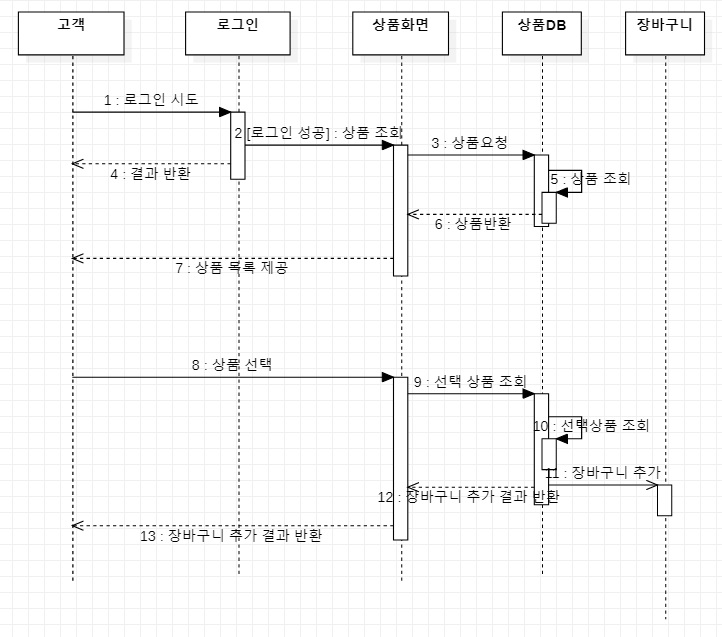 고객
로그인
상품화면
상품DB
장바구니
1 : 로그인 시도
2 [로그인 성공] : 상품 조회
3 : 상품요청
4 : 결과 반환
5 : 상품 조회
6 : 상품반환
7 : 상품 목록 제공
8 : 상품 선택
9 : 선택 상품 조회
10 : 선택상품 조회
11 : 장바구니 추가
12 : 장바구니 추가 결과 반환
13 : 장바구니 추가 결과 반환